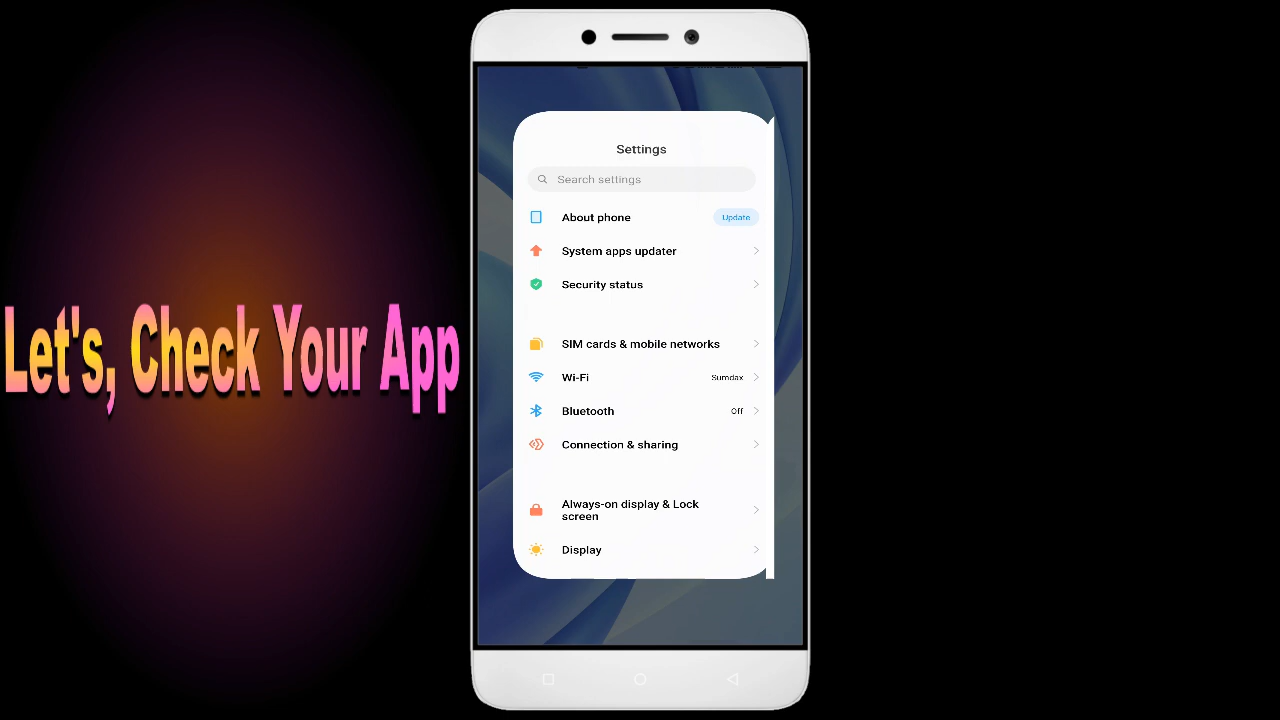 Let's, Check Your App
Settings
Search settings
About phone
Update
System apps updater
Security status
SIM cards & mobile networks
Wi-Fi
Sumdax
Bluetooth
Off
Connection & sharing
Always-on display & Lock
screen
Display